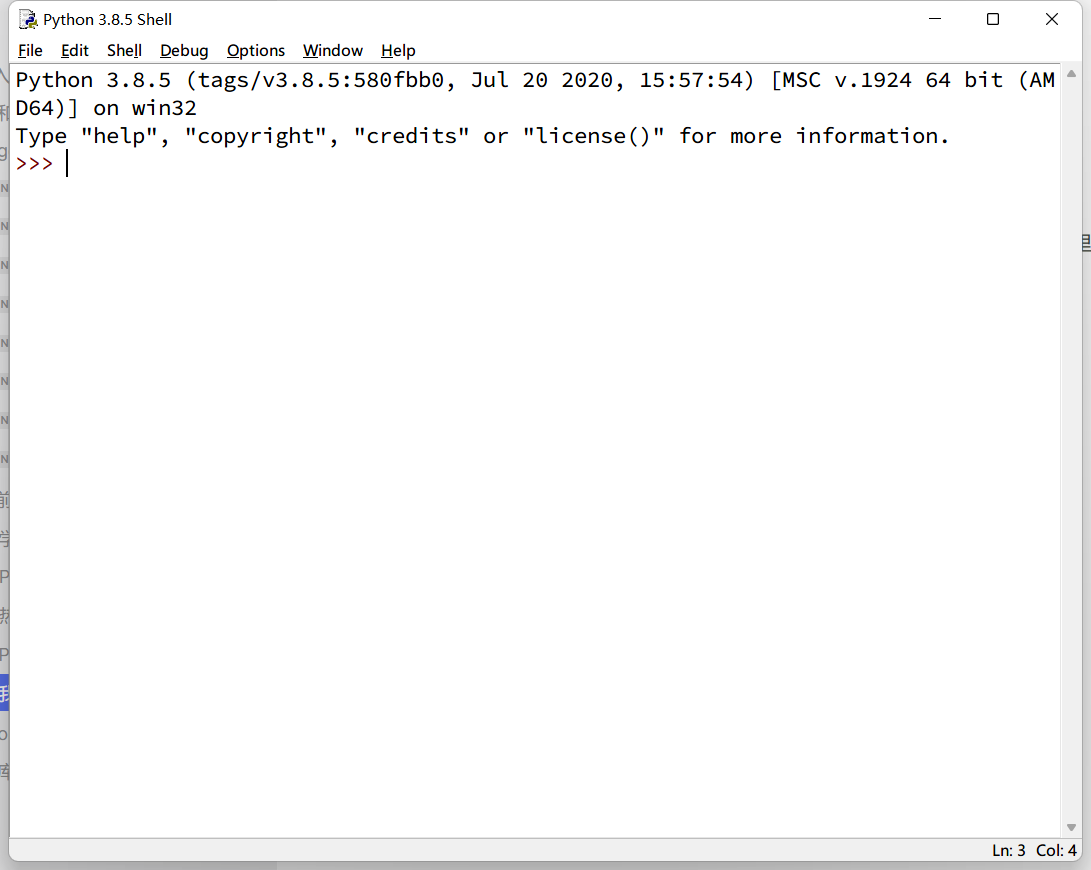 Python 3.8.5 Shell
File Edit Shell Debug Options Window Help
Python 3.8.5 (tags/v3.8.5:580fbb0, Jul 20 2020, 15:57:54) [MSC v.1924 64 bit (AM
D64)] on win32
Type "help", "copyright", "credits" or "license()" for more information.
>>>
Ln: 3 Col: 4